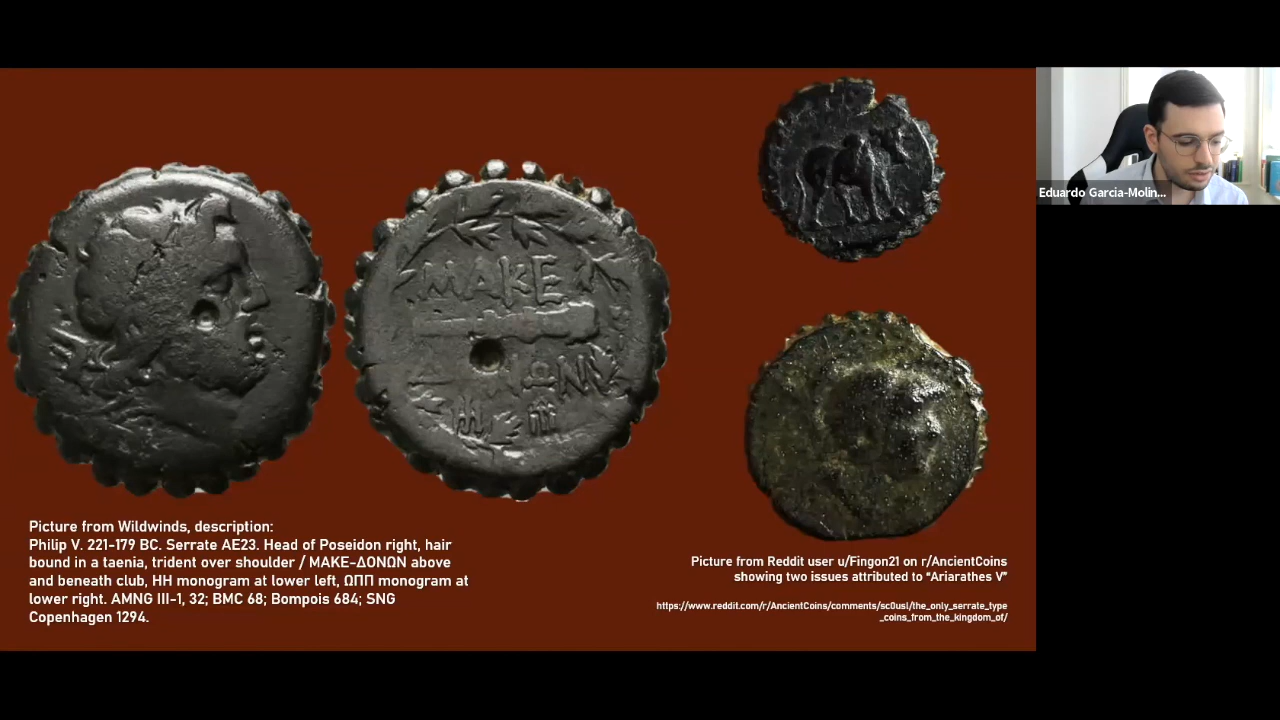 MAKE
Picture from Wildwinds, description:
Philip V. 221-179 BC. Serrate AE23. Head of Poseidon right, hair
bound in a taenia, trident over shoulder / MAKE-ΔΟΝΩΝ above
and beneath club, HH monogram at lower left, ΩΠΠ monogram at
lower right. AMNG III-1, 32; BMC 68; Bompois 684; SNG
Copenhagen 1294.
Picture from Reddit user u/Fingon21 on r/AncientCoins
showing two issues attributed to “Ariarathes V”
https://www.reddit.com/r/AncientCoins/comments/sc0usl/the_only_serrate_type
_coins_from_the_kingdom_of/
Eduardo Garcia-Molin...